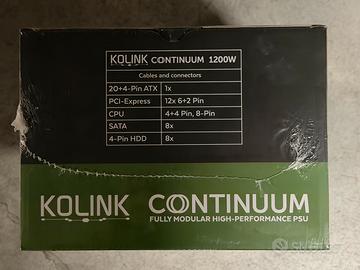 KOLINK CONTINUUM 1200W
Cables and connectors
20+4-Pin ATX 1x
PCI-Express 12x 6+2 Pin
CPU 4+4 Pin, 8-Pin
SATA 8x
4-Pin HDD 8x
KOLINK CONTINUUM
FULLY MODULAR HIGH-PERFORMANCE PSU
subito